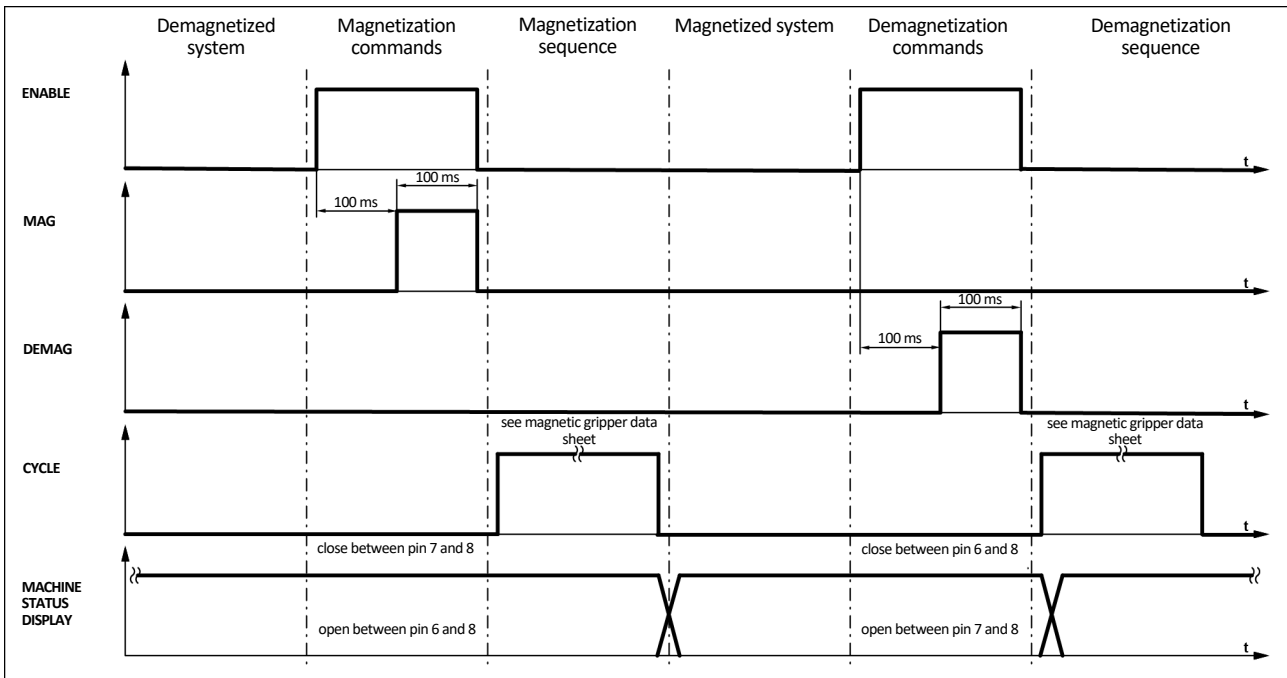 Demagnetized
system
Magnetization
commands
Magnetization
sequence
Magnetized system
Demagnetization
commands
Demagnetization
sequence
ENABLE
t
100 ms
100 ms
MAG
t
100 ms
100 ms
DEMAG
t
see magnetic gripper data
sheet
see magnetic gripper data
sheet
CYCLE
t
close between pin 7 and 8
close between pin 6 and 8
MACHINE
STATUS
DISPLAY
open between pin 6 and 8
open between pin 7 and 8
t